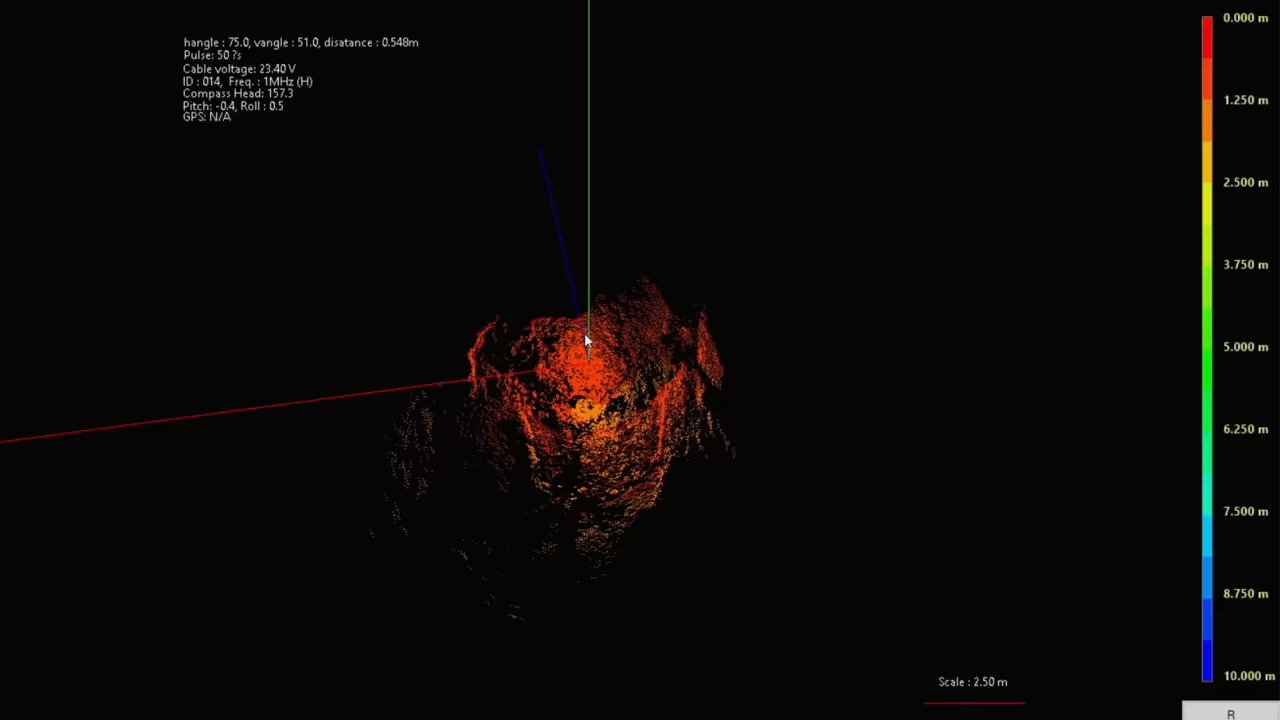 hangle : 75.0, vangle : 51.0, disatance : 0.548m
Pulse: 50 ?s
Cable voltage: 23.40 V
ID : 014, Freq. : 1MHz (H)
Compass Head: 157.3
Pitch: -0.4, Roll : 0.5
GPS: N/A
0.000 m
1.250 m
2.500 m
3.750 m
5.000 m
6.250 m
7.500 m
8.750 m
10.000 m
Scale : 2.50 m
R